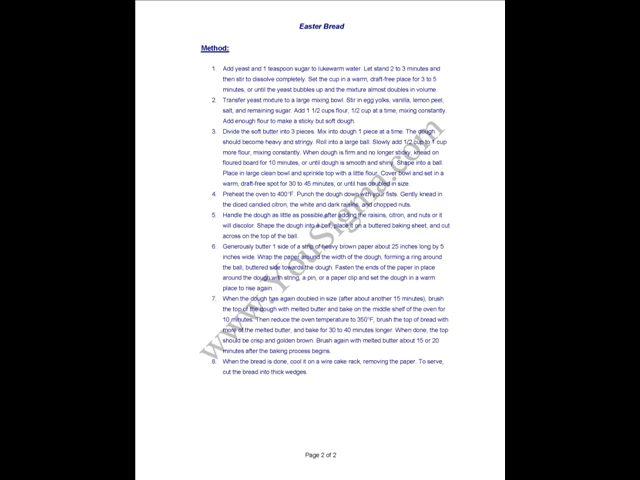 Easter Bread
Method:
1. Add yeast and 1 teaspoon sugar to lukewarm water. Let stand 2 to 3 minutes and
then stir to dissolve completely. Set the cup in a warm, draft-free place for 3 to 5
minutes, or until the yeast bubbles up and the mixture almost doubles in volume.
2. Transfer yeast mixture to a large mixing bowl. Stir in egg yolks, vanilla, lemon peel,
salt, and remaining sugar. Add 1 1/2 cups flour, 1/2 cup at a time, mixing constantly.
Add enough flour to make a sticky but soft dough.
3. Divide the soft butter into 3 pieces. Mix into dough 1 piece at a time. The dough
should become heavy and stringy. Roll into a large ball. Slowly add 1/2 cup to 1 cup
more flour, mixing constantly. When dough is firm and no longer sticky, knead on
floured board for 10 minutes, or until dough is smooth and shiny. Shape into a ball.
Place in large clean bowl and sprinkle top with a little flour. Cover bowl and set in a
warm, draft-free spot for 30 to 45 minutes, or until has doubled in size.
4. Preheat the oven to 400°F. Punch the dough down with your fists. Gently knead in
the diced candied citron, the white and dark raisins, and chopped nuts.
5. Handle the dough as little as possible after adding the raisins, citron, and nuts or it
will discolor. Shape the dough into a ball, place it on a buttered baking sheet, and cut
across on the top of the ball.
6. Generously butter 1 side of a strip of heavy brown paper about 25 inches long by 5
inches wide. Wrap the paper around the width of the dough, forming a ring around
the ball, buttered side towards the dough. Fasten the ends of the paper in place
around the dough with string, a pin, or a paper clip and set the dough in a warm
place to rise again.
7. When the dough has again doubled in size (after about another 15 minutes), brush
the top of the dough with melted butter and bake on the middle shelf of the oven for
10 minutes. Then reduce the oven temperature to 350°F, brush the top of bread with
more of the melted butter, and bake for 30 to 40 minutes longer. When done, the top
should be crisp and golden brown. Brush again with melted butter about 15 or 20
minutes after the baking process begins.
8. When the bread is done, cool it on a wire cake rack, removing the paper. To serve,
cut the bread into thick wedges.
www.YouSigma.com
Page 2 of 2